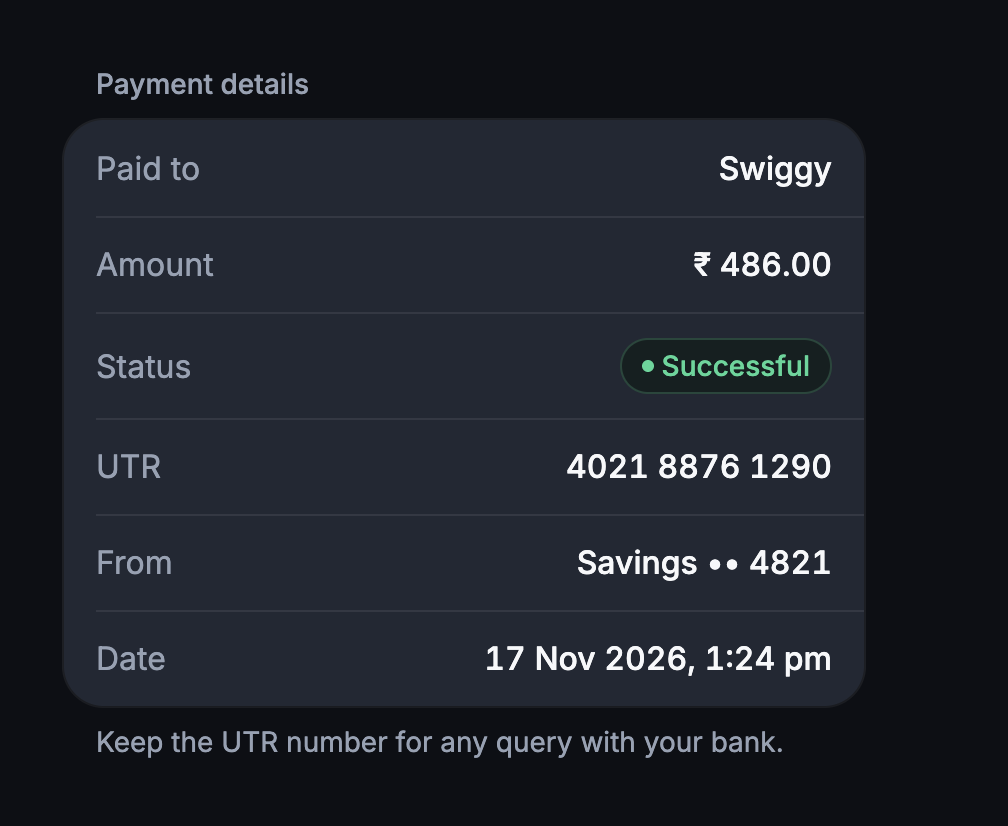 Payment details
Paid to Swiggy
Amount ₹ 486.00
Status • Successful
UTR 4021 8876 1290
From Savings •• 4821
Date 17 Nov 2026, 1:24 pm
Keep the UTR number for any query with your bank.